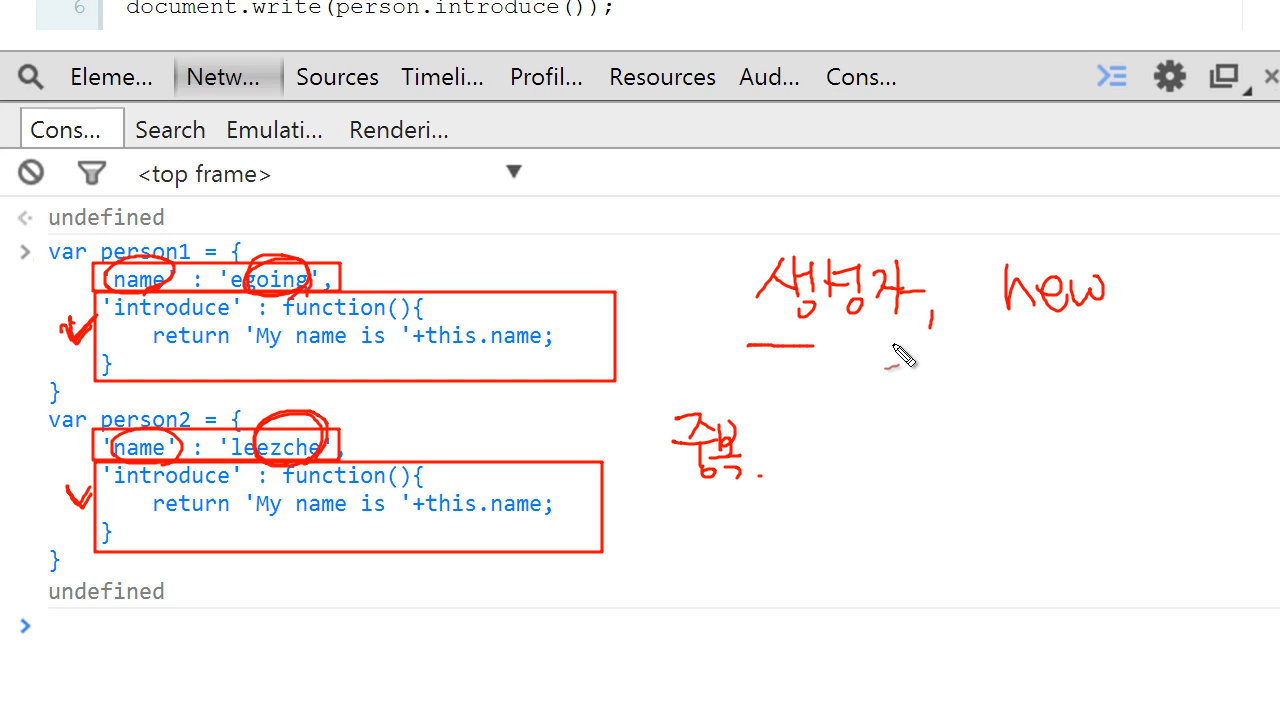 6 document.write(person.introduce());
Eleme... Netw... Sources Timeli... Profil... Resources Aud... Cons...
Cons... Search Emulati... Renderi...
<top frame>
undefined
var person1 = {
'name' : 'egoing',
'introduce' : function(){
return 'My name is '+this.name;
}
}
var person2 = {
'name' : 'leezche',
'introduce' : function(){
return 'My name is '+this.name;
}
}
undefined
생성자, new
중복.